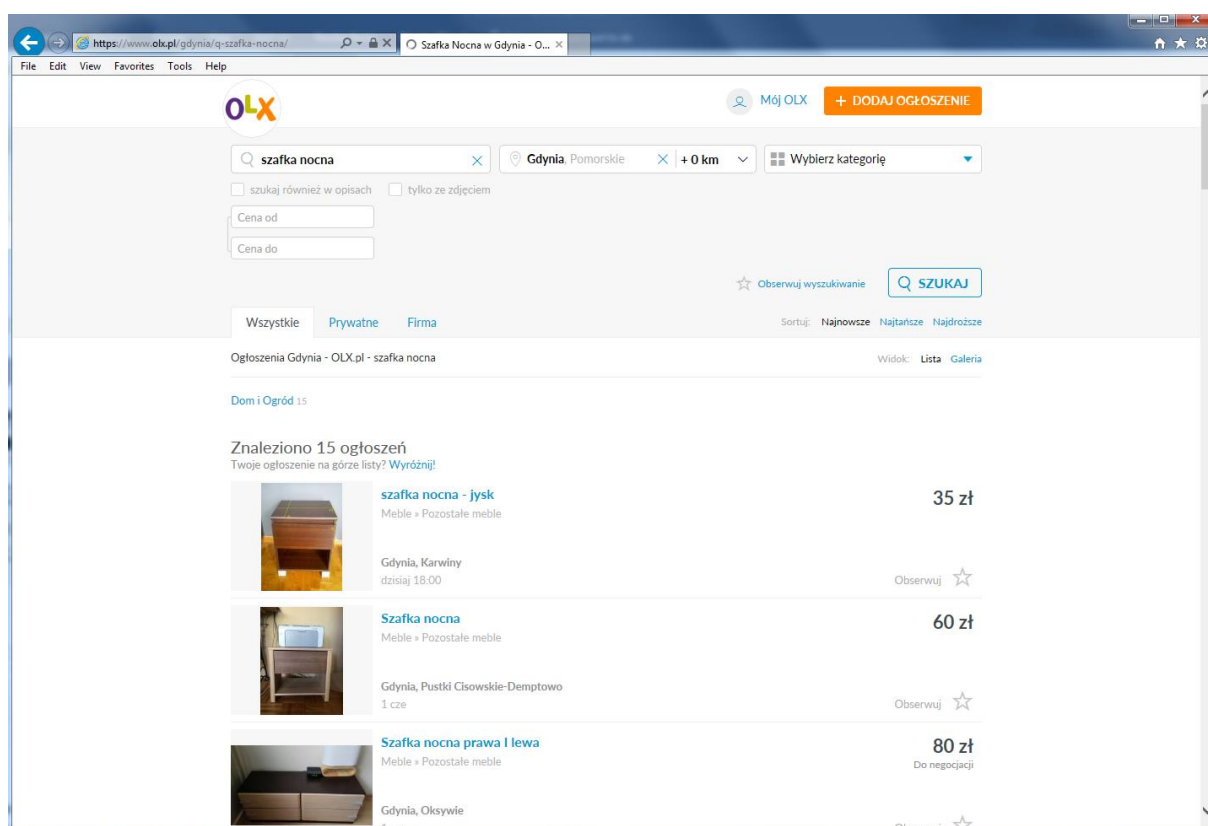 https://www.olx.pl/gdynia/q-szafka-nocna/
Szafka Nocna w Gdynia - O...
File Edit View Favorites Tools Help
OLX
Mój OLX
+ DODAJ OGŁOSZENIE
szafka nocna
Gdynia, Pomorskie
+ 0 km
Wybierz kategorię
szukaj również w opisach
tylko ze zdjęciem
Cena od
Cena do
Obserwuj wyszukiwanie
SZUKAJ
Wszystkie Prywatne Firma
Sortuj: Najnowsze Najtańsze Najdroższe
Ogłoszenia Gdynia - OLX.pl - szafka nocna
Widok: Lista Galeria
Dom i Ogród 15
Znaleziono 15 ogłoszeń
Twoje ogłoszenie na górze listy? Wyróżnij!
szafka nocna - jysk
35 zł
Meble » Pozostałe meble
Gdynia, Karwiny
dzisiaj 18:00
Obserwuj
Szafka nocna
60 zł
Meble » Pozostałe meble
Gdynia, Pustki Cisowskie-Demptowo
1 cze
Obserwuj
Szafka nocna prawa I lewa
80 zł
Meble » Pozostałe meble
Do negocjacji
Gdynia, Oksywie